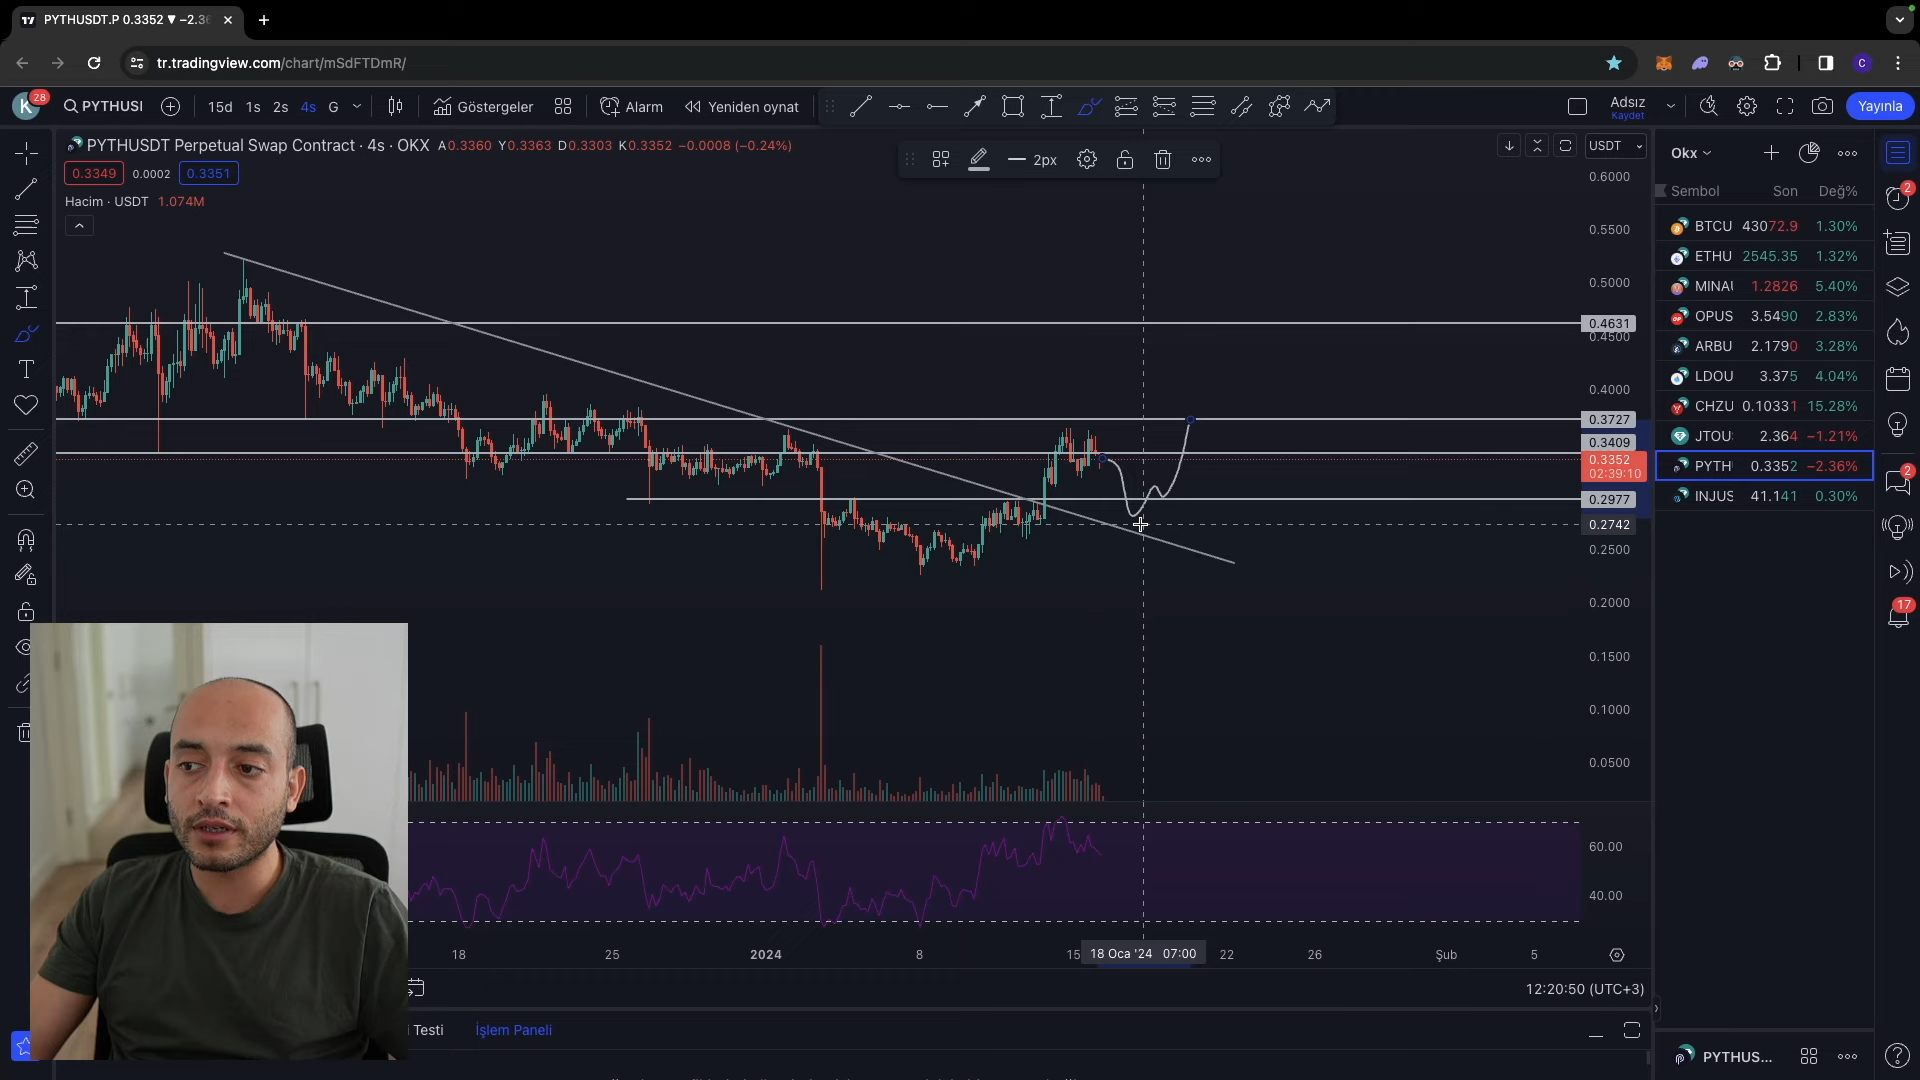 PYTHUSDT.P 0.3352 ▼ −2.36
tr.tradingview.com/chart/mSdFTDmR/
K 28 PYTHUSI 15d 1s 2s 4s G Göstergeler Alarm Yeniden oynat Adsız Kaydet Yayınla
PYTHUSDT Perpetual Swap Contract · 4s · OKX A0.3360 Y0.3363 D0.3303 K0.3352 −0.0008 (−0.24%)
2px
USDT
0.3349 0.0002 0.3351
Hacim · USDT 1.074M
0.6000
0.5500
0.5000
0.4631
0.4500
0.4000
0.3727
0.3409
0.3352
02:39:10
0.2977
0.2742
0.2500
0.2000
0.1500
0.1000
0.0500
60.00
40.00
18 25 2024 8 15 18 Oca '24 07:00 22 26 Şub 5
12:20:50 (UTC+3)
Testi İşlem Paneli
Okx
Sembol Son Değ%
BTCU 43072.9 1.30%
ETHU 2545.35 1.32%
MINAU 1.2826 5.40%
OPUS 3.5490 2.83%
ARBU 2.1790 3.28%
LDOU 3.375 4.04%
CHZU 0.10331 15.28%
JTOU 2.364 −1.21%
PYTH 0.3352 −2.36%
INJUS 41.141 0.30%
PYTHUS...
2
2
17
C